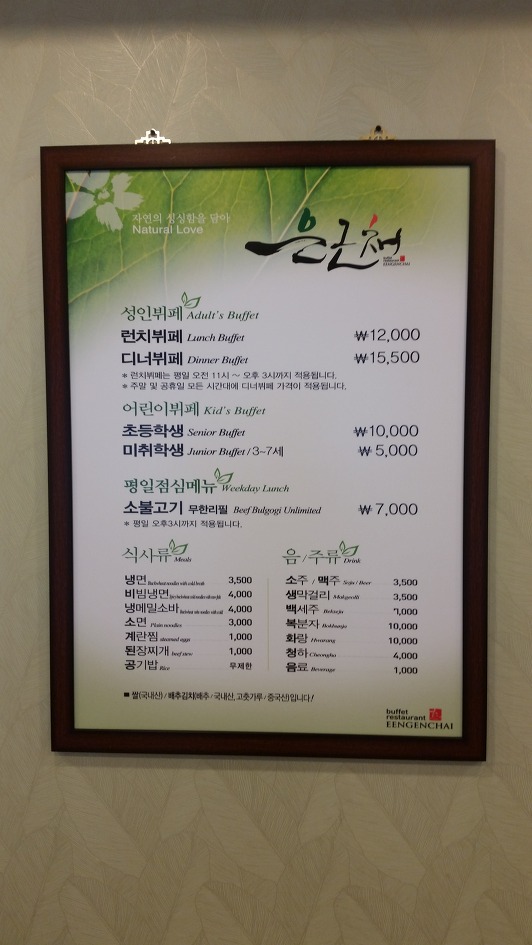 자연의 싱싱함을 담아
Natural Love
은근채
buffet restaurant
EENGENCHAI
성인뷔페 Adult's Buffet
런치뷔페 Lunch Buffet ₩12,000
디너뷔페 Dinner Buffet ₩15,500
* 런치뷔페는 평일 오전 11시 ~ 오후 3시까지 적용됩니다.
* 주말 및 공휴일 모든 시간대에 디너뷔페 가격이 적용됩니다.
어린이뷔페 Kid's Buffet
초등학생 Senior Buffet ₩10,000
미취학생 Junior Buffet / 3~7세 ₩ 5,000
평일점심메뉴 Weekday Lunch
소불고기 무한리필 Beef Bulgogi Unlimited ₩ 7,000
* 평일 오후3시까지 적용됩니다.
식사류 Meals
냉면 3,500
비빔냉면 4,000
냉메밀소바 4,000
소면 Plain noodles 3,000
계란찜 steamed eggs 1,000
된장찌개 1,000
공기밥 Rice 무제한
음 / 주류 Drink
소주 / 맥주 Soju / Beer 3,500
생막걸리 Makgeolli 3,500
백세주 7,000
복분자 10,000
화랑 Hwarang 10,000
청하 Cheongha 4,000
음료 Beverage 1,000
■ 쌀(국내산) / 배추김치(배추 / 국내산, 고춧가루 / 중국산)입니다!
buffet
restaurant
EENGENCHAI